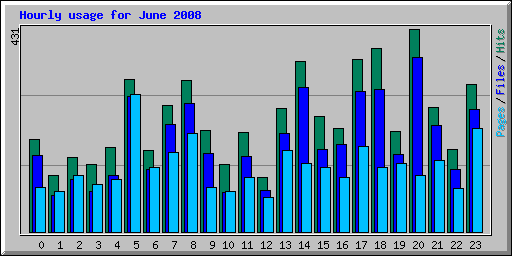 Hourly usage for June 2008
431
Pages/Files/Hits
0 1 2 3 4 5 6 7 8 9 10 11 12 13 14 15 16 17 18 19 20 21 22 23